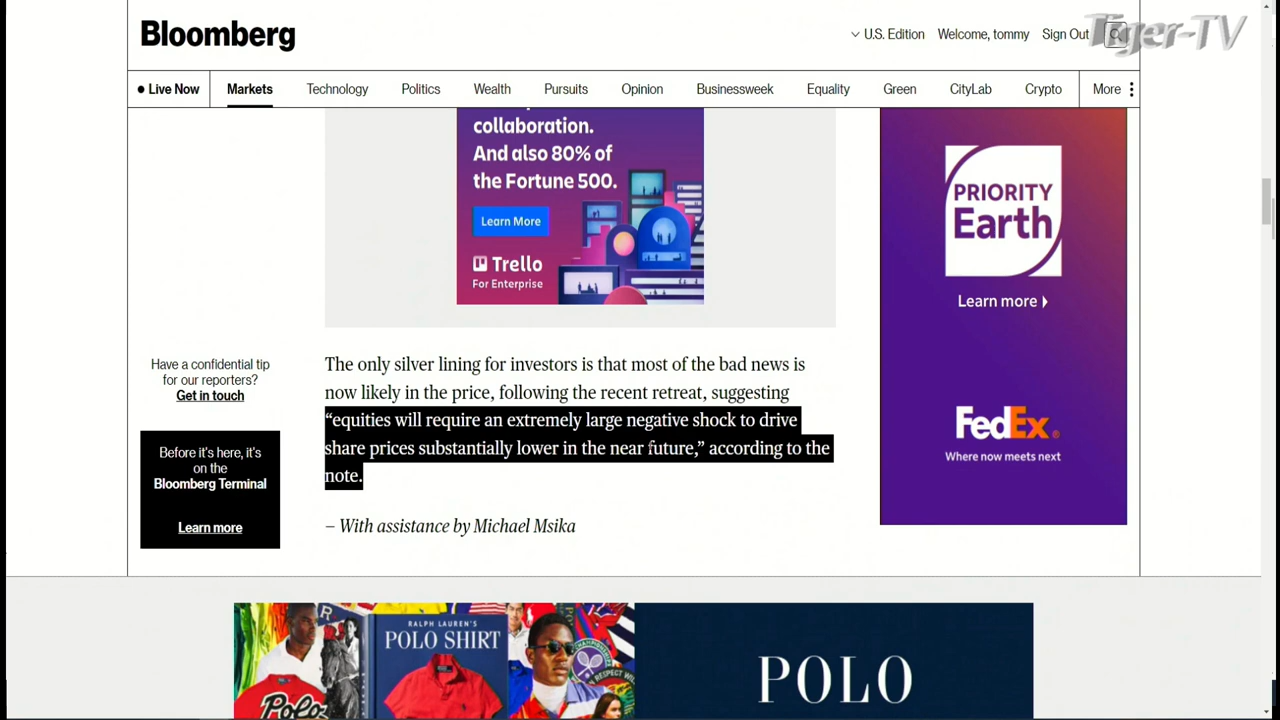 Bloomberg
U.S. Edition
Welcome, tommy
Sign Out
Tiger-TV
Live Now
Markets
Technology
Politics
Wealth
Pursuits
Opinion
Businessweek
Equality
Green
CityLab
Crypto
More
collaboration.
And also 80% of
the Fortune 500.
Learn More
Trello
For Enterprise
PRIORITY
Earth
Learn more
FedEx®
Where now meets next
Have a confidential tip
for our reporters?
Get in touch
Before it's here, it's
on the
Bloomberg Terminal
Learn more
The only silver lining for investors is that most of the bad news is
now likely in the price, following the recent retreat, suggesting
“equities will require an extremely large negative shock to drive
share prices substantially lower in the near future,” according to the
note.
– With assistance by Michael Msika
RALPH LAUREN'S
POLO SHIRT
Polo
POLO